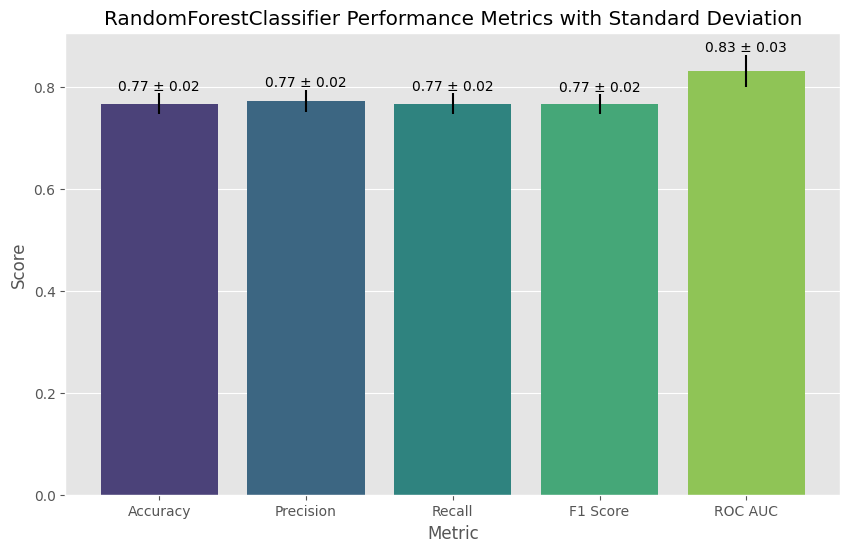 RandomForestClassifier Performance Metrics with Standard Deviation
0.83 ± 0.03
0.77 ± 0.02
0.77 ± 0.02
0.77 ± 0.02
0.77 ± 0.02
0.8
0.6
0.4
0.2
0.0
Score
Accuracy
Precision
Recall
F1 Score
ROC AUC
Metric